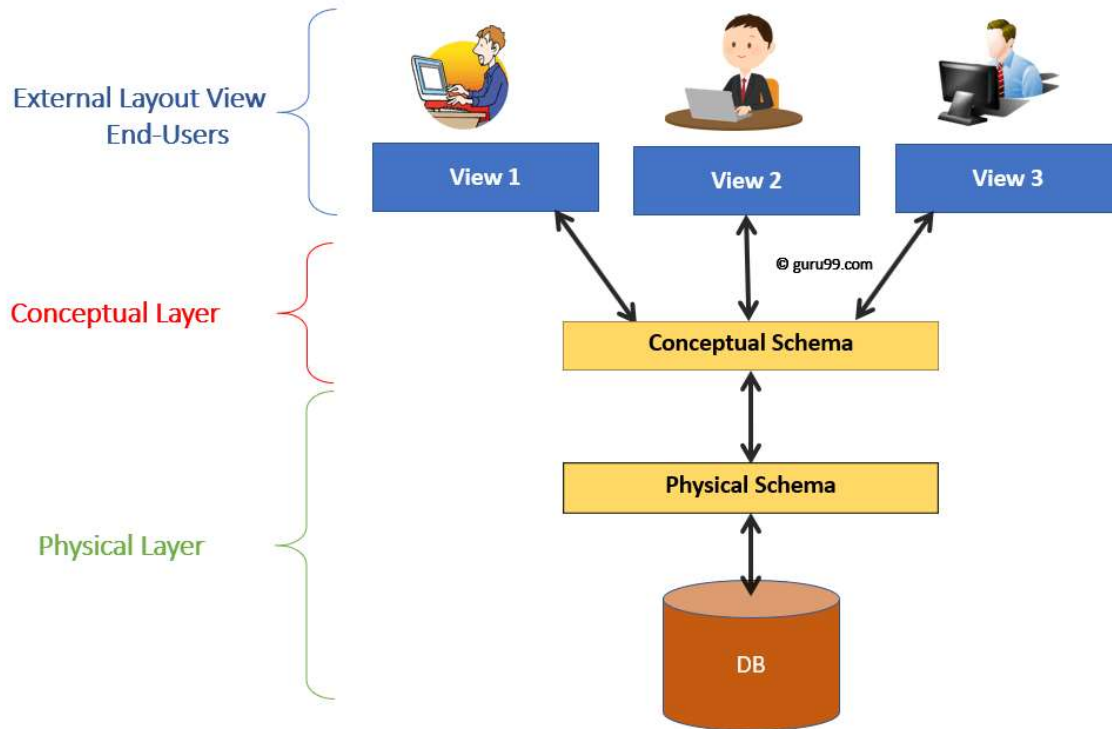 External Layout View
End-Users
View 1
View 2
View 3
© guru99.com
Conceptual Layer
Conceptual Schema
Physical Schema
Physical Layer
DB